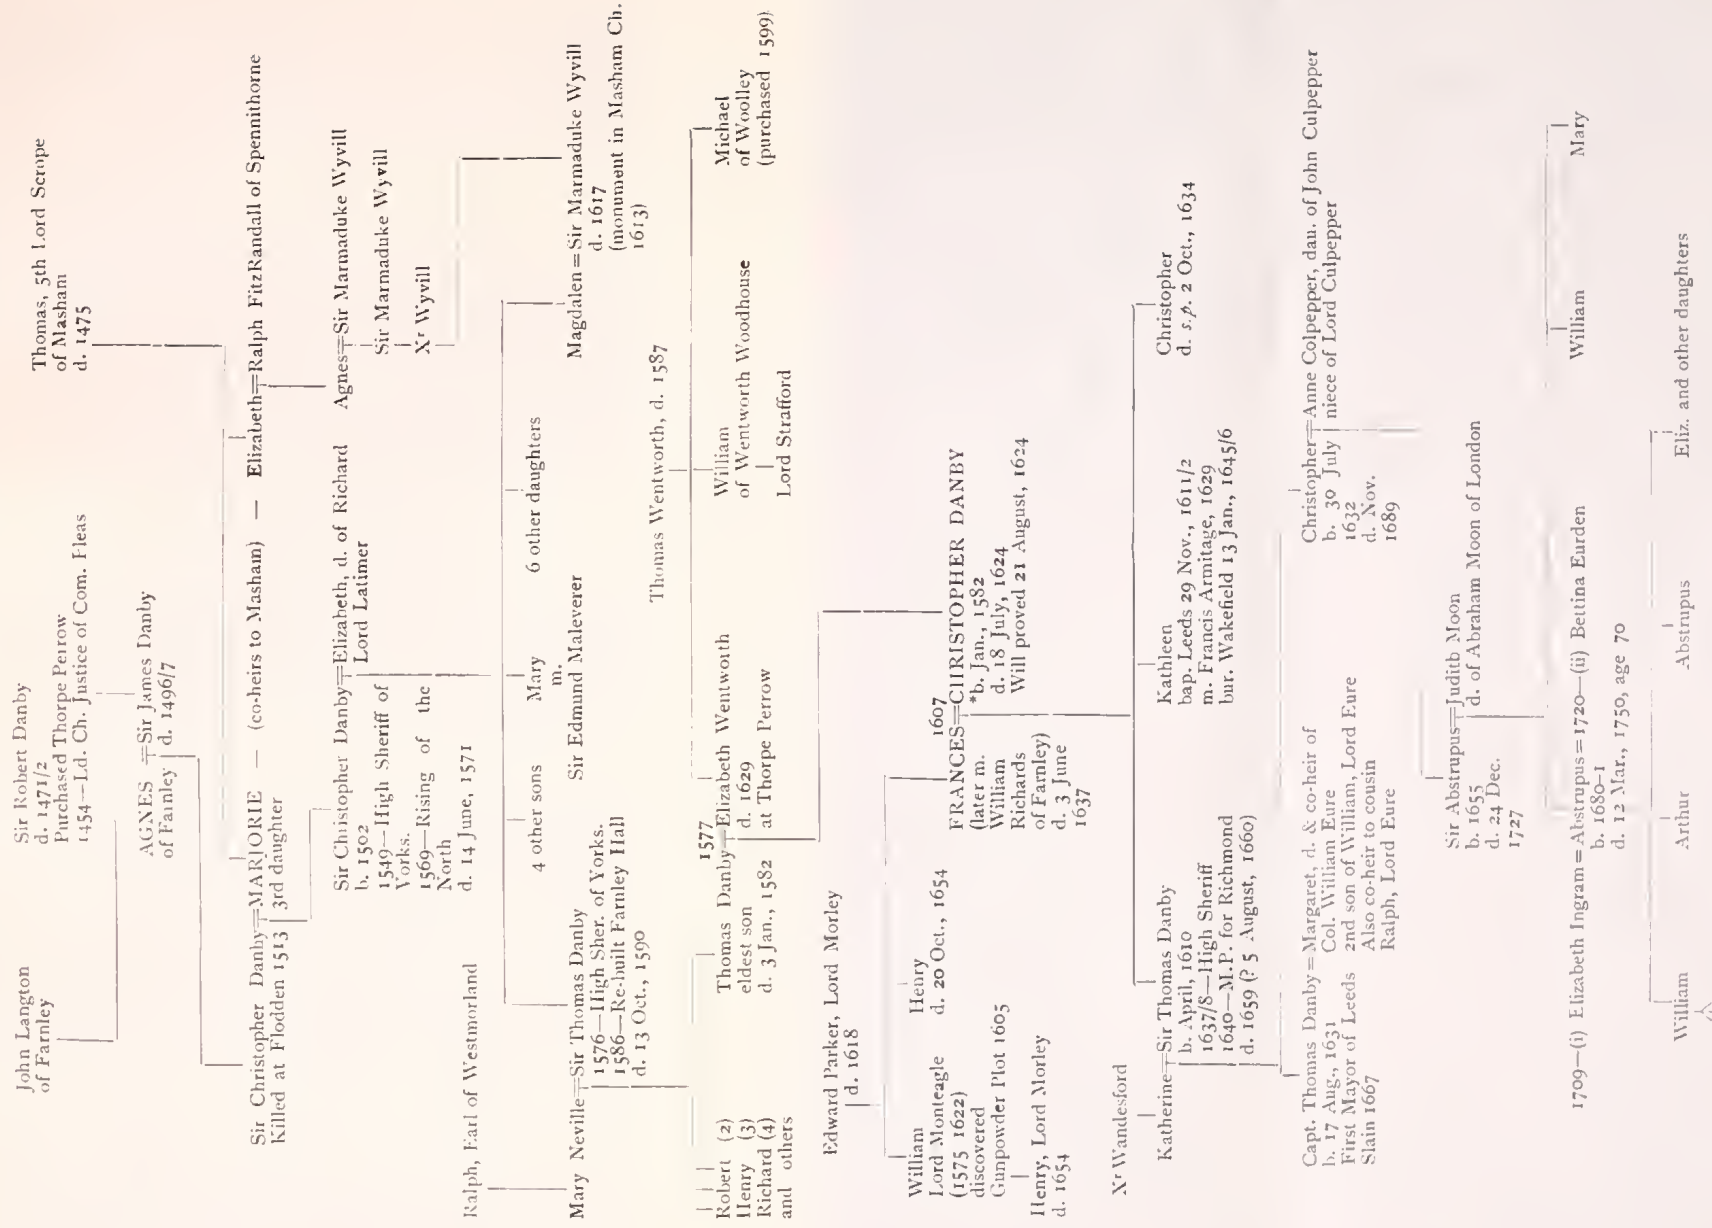 John Langton
of Farnley
Sir Robert Danby
d. 1471/2
Purchased Thorpe Perrow
1454—Ld. Ch. Justice of Com. Pleas
Thomas, 5th Lord Scrope
of Masham
d. 1475
AGNES = Sir James Danby
of Farnley d. 1496/7
Sir Christopher Danby = MARJORIE — (co-heirs to Masham) — Elizabeth = Ralph FitzRandall of Spennithorne
Killed at Flodden 1513 3rd daughter
Sir Christopher Danby = Elizabeth, d. of Richard
b. 1502 Lord Latimer
1549—High Sheriff of
Yorks.
1569—Rising of the
North
d. 14 June, 1571
Agnes = Sir Marmaduke Wyvill
Sir Marmaduke Wyvill
Xr Wyvill
Ralph, Earl of Westmorland
4 other sons
Mary
m.
Sir Edmund Maleverer
6 other daughters
Mary Neville = Sir Thomas Danby
1576—High Sher. of Yorks.
1586—Re-built Farnley Hall
d. 13 Oct., 1590
Magdalen = Sir Marmaduke Wyvill
d. 1617
(monument in Masham Ch.
1613)
Thomas Wentworth, d. 1587
Robert (2)
Henry (3)
Richard (4)
and others
1577
Thomas Danby = Elizabeth Wentworth
eldest son d. 1629
d. 3 Jan., 1582 at Thorpe Perrow
William
of Wentworth Woodhouse
Lord Strafford
Michael
of Woolley
(purchased 1599)
Edward Parker, Lord Morley
d. 1618
William
Lord Monteagle
(1575 1622)
discovered
Gunpowder Plot 1605
Henry, Lord Morley
d. 1654
Henry
d. 20 Oct., 1654
1607
FRANCES = CHRISTOPHER DANBY
(later m. *b. Jan., 1582
William d. 18 July, 1624
Richards Will proved 21 August, 1624
of Farnley)
d. 3 June
1637
Xr Wandesford
Katherine = Sir Thomas Danby
b. April, 1610
1637/8—High Sheriff
1640—M.P. for Richmond
d. 1659 (? 5 August, 1660)
Kathleen
bap. Leeds 29 Nov., 1611/2
m. Francis Armitage, 1629
bur. Wakefield 13 Jan., 1645/6
Christopher
d. s.p. 2 Oct., 1634
Capt. Thomas Danby = Margaret, d. & co-heir of
b. 17 Aug., 1631 Col. William Eure
First Mayor of Leeds 2nd son of William, Lord Eure
Slain 1667 Also co-heir to cousin
Ralph, Lord Eure
Christopher = Anne Colpepper, dau. of John Culpepper
b. 30 July niece of Lord Culpepper
1632
d. Nov.
1689
Sir Abstrupus = Judith Moon
b. 1655 d. of Abraham Moon of London
d. 24 Dec.
1727
1709—(i) Elizabeth Ingram = Abstrupus = 1720—(ii) Bettina Eurden
b. 1680-1
d. 12 Mar., 1750, age 70
William
Mary
William
Arthur
Abstrupus
Eliz. and other daughters